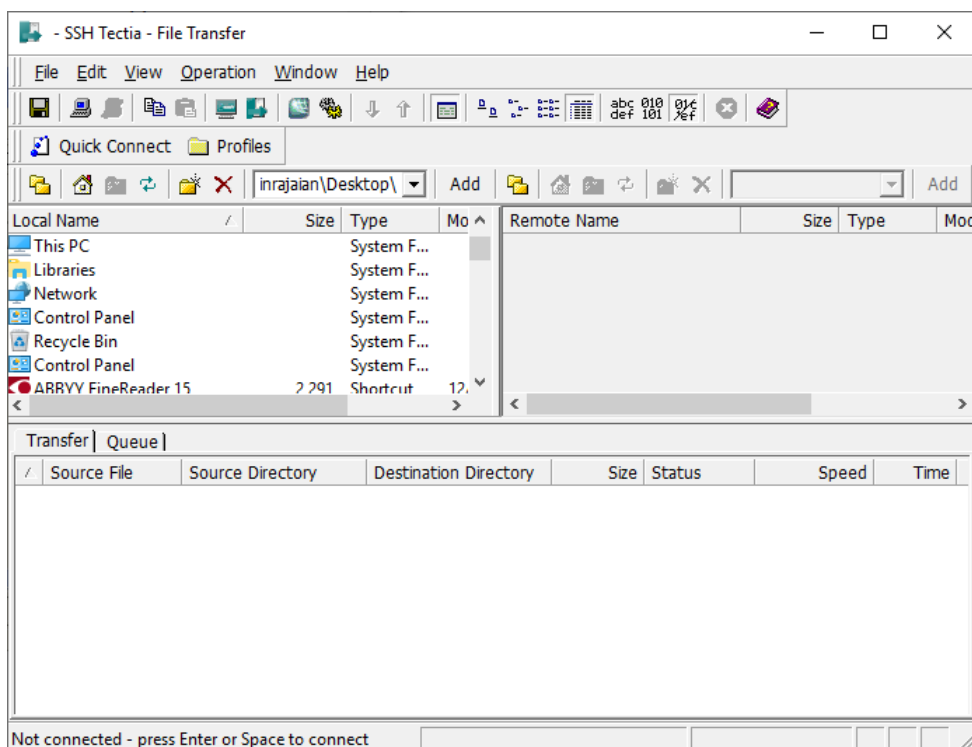 - SSH Tectia - File Transfer
File Edit View Operation Window Help
abc def 010 101
Quick Connect Profiles
inrajaian\Desktop\ Add Add
Local Name Size Type Mo Remote Name Size Type Moc
This PC System F...
Libraries System F...
Network System F...
Control Panel System F...
Recycle Bin System F...
Control Panel System F...
ABBYY FineReader 15 2,291 Shortcut 12,
Transfer Queue
Source File Source Directory Destination Directory Size Status Speed Time
Not connected - press Enter or Space to connect